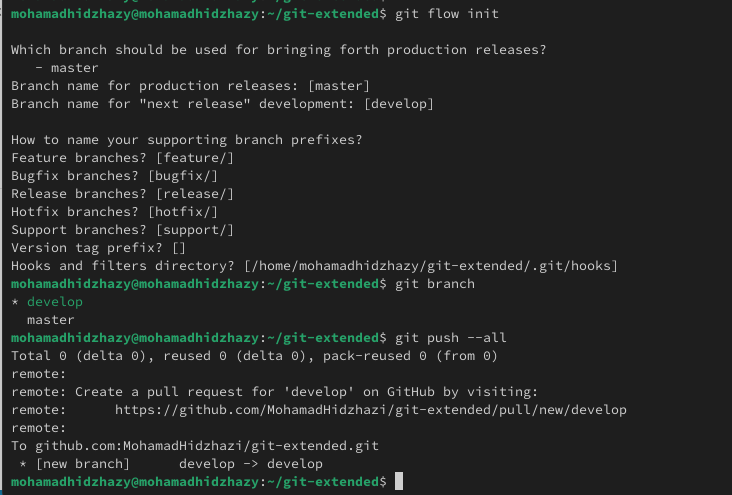 mohamadhidzhazy@mohamadhidzhazy:~/git-extended$ git flow init

Which branch should be used for bringing forth production releases?
   - master
Branch name for production releases: [master]
Branch name for "next release" development: [develop]

How to name your supporting branch prefixes?
Feature branches? [feature/]
Bugfix branches? [bugfix/]
Release branches? [release/]
Hotfix branches? [hotfix/]
Support branches? [support/]
Version tag prefix? []
Hooks and filters directory? [/home/mohamadhidzhazy/git-extended/.git/hooks]
mohamadhidzhazy@mohamadhidzhazy:~/git-extended$ git branch
* develop
  master
mohamadhidzhazy@mohamadhidzhazy:~/git-extended$ git push --all
Total 0 (delta 0), reused 0 (delta 0), pack-reused 0 (from 0)
remote:
remote: Create a pull request for 'develop' on GitHub by visiting:
remote:      https://github.com/MohamadHidzhazi/git-extended/pull/new/develop
remote:
To github.com:MohamadHidzhazi/git-extended.git
 * [new branch]      develop -> develop
mohamadhidzhazy@mohamadhidzhazy:~/git-extended$